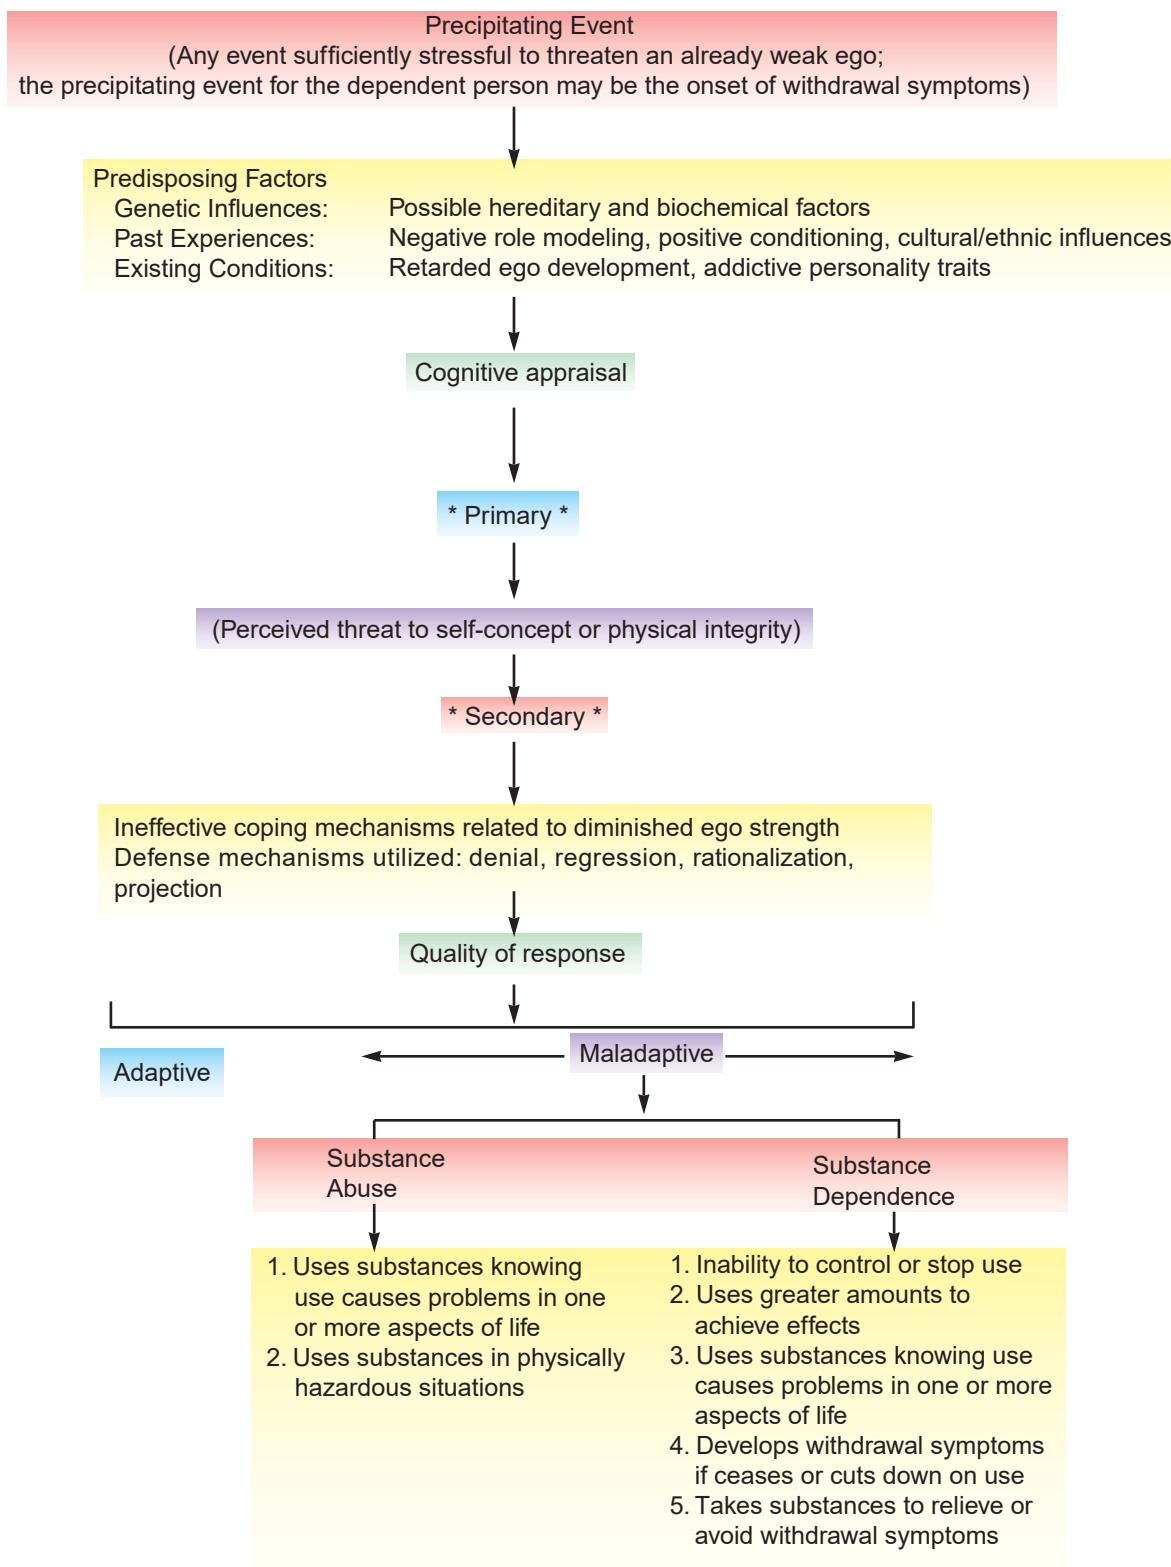 Precipitating Event
(Any event sufficiently stressful to threaten an already weak ego;
the precipitating event for the dependent person may be the onset of withdrawal symptoms)
Predisposing Factors
Genetic Influences: Possible hereditary and biochemical factors
Past Experiences: Negative role modeling, positive conditioning, cultural/ethnic influences
Existing Conditions: Retarded ego development, addictive personality traits
Cognitive appraisal
* Primary *
(Perceived threat to self-concept or physical integrity)
* Secondary *
Ineffective coping mechanisms related to diminished ego strength
Defense mechanisms utilized: denial, regression, rationalization,
projection
Quality of response
Adaptive
Maladaptive
Substance
Abuse
1. Uses substances knowing
use causes problems in one
or more aspects of life
2. Uses substances in physically
hazardous situations
Substance
Dependence
1. Inability to control or stop use
2. Uses greater amounts to
achieve effects
3. Uses substances knowing use
causes problems in one or more
aspects of life
4. Develops withdrawal symptoms
if ceases or cuts down on use
5. Takes substances to relieve or
avoid withdrawal symptoms